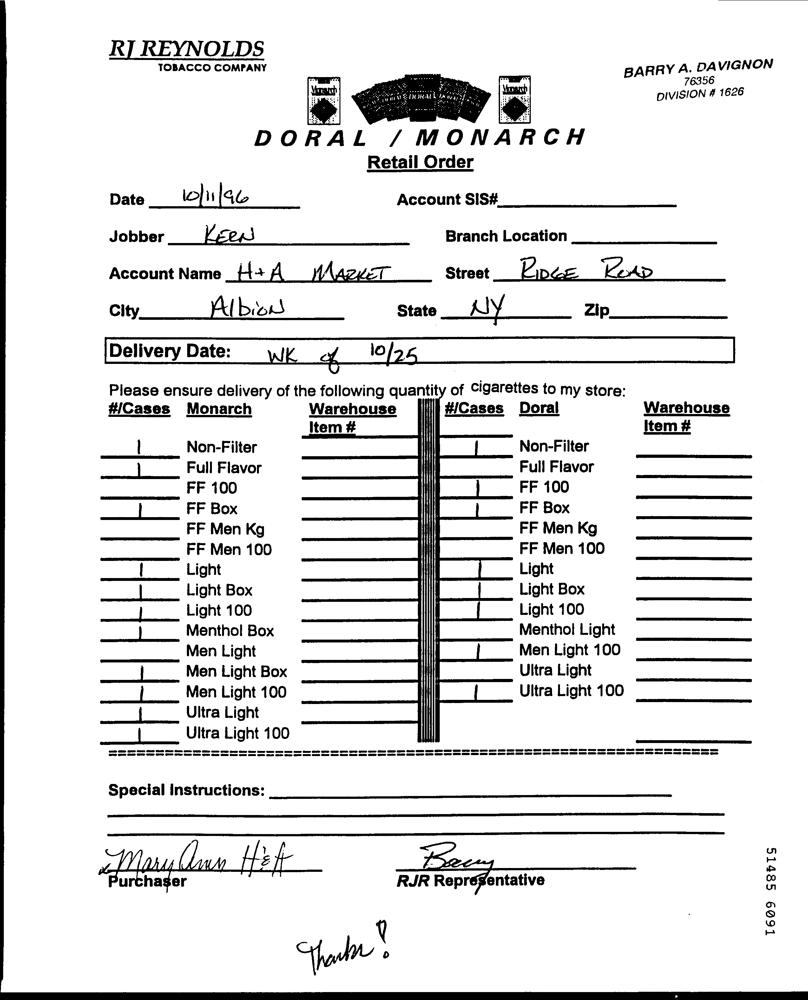 RJ REYNOLDS
TOBACCO COMPANY
BARRY A. DAVIGNON
76356
DIVISION # 1626
Monarch DORAL Monarch
DORAL / MONARCH
Retail Order
Date 10/11/96 Account SIS#
Jobber KERN Branch Location
Account Name H+A MARKET Street RIDGE ROAD
City Albion State NY Zip
Delivery Date: WK of 10/25
Please ensure delivery of the following quantity of cigarettes to my store:
#/Cases Monarch Warehouse Item # #/Cases Doral Warehouse Item #
1 Non-Filter 1 Non-Filter
1 Full Flavor Full Flavor
FF 100 1 FF 100
1 FF Box 1 FF Box
FF Men Kg FF Men Kg
FF Men 100 FF Men 100
1 Light 1 Light
1 Light Box 1 Light Box
1 Light 100 1 Light 100
1 Menthol Box Menthol Light
Men Light 1 Men Light 100
1 Men Light Box Ultra Light
1 Men Light 100 1 Ultra Light 100
1 Ultra Light
1 Ultra Light 100
Special Instructions:
Mary Ann Barry
Purchaser RJR Representative
Thanks!
51485 6091